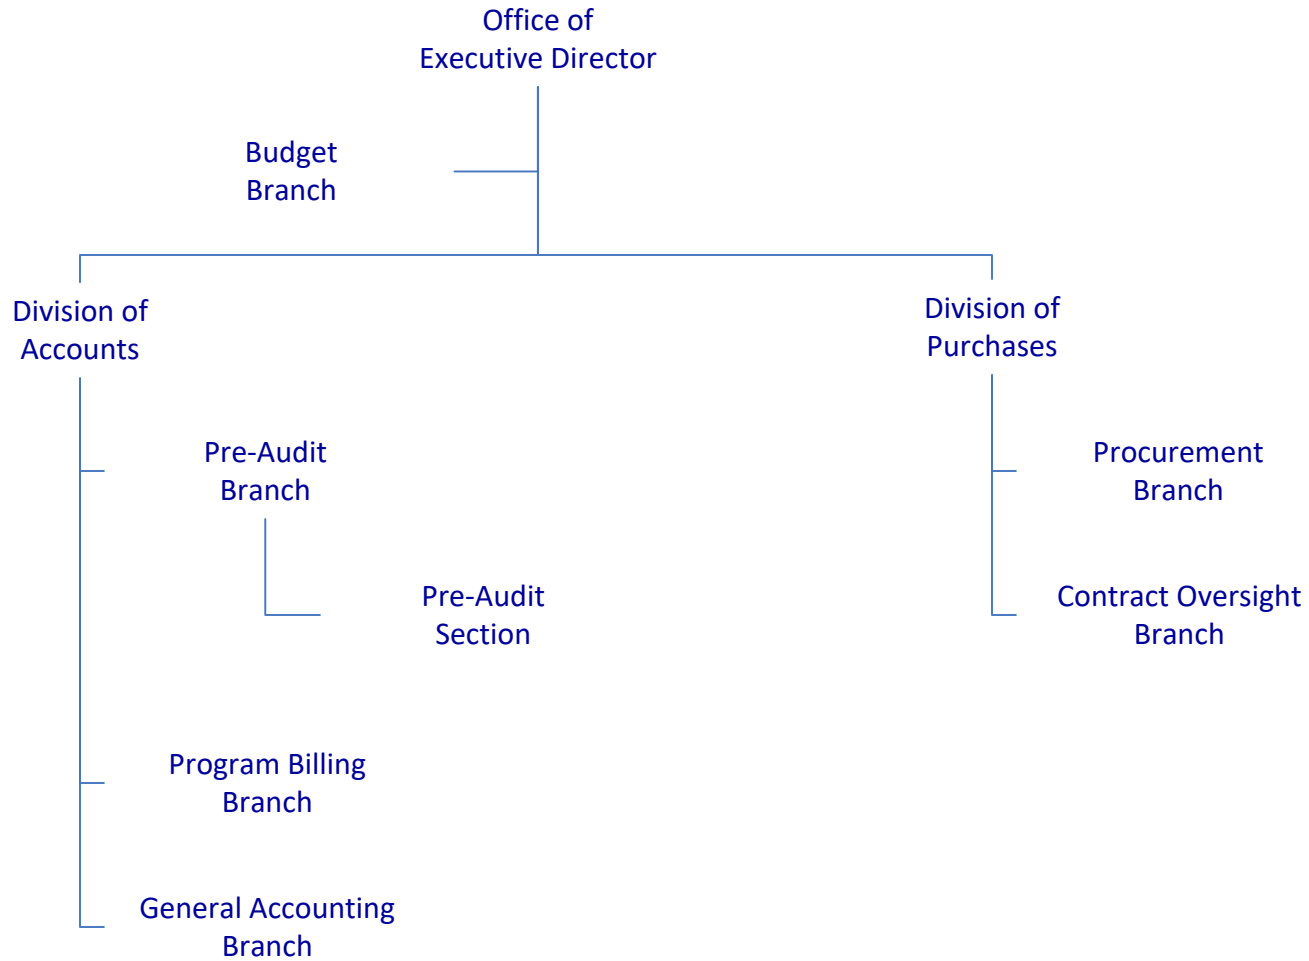 Office of
Executive Director
Budget
Branch
Division of
Accounts
Division of
Purchases
Pre-Audit
Branch
Procurement
Branch
Pre-Audit
Section
Contract Oversight
Branch
Program Billing
Branch
General Accounting
Branch